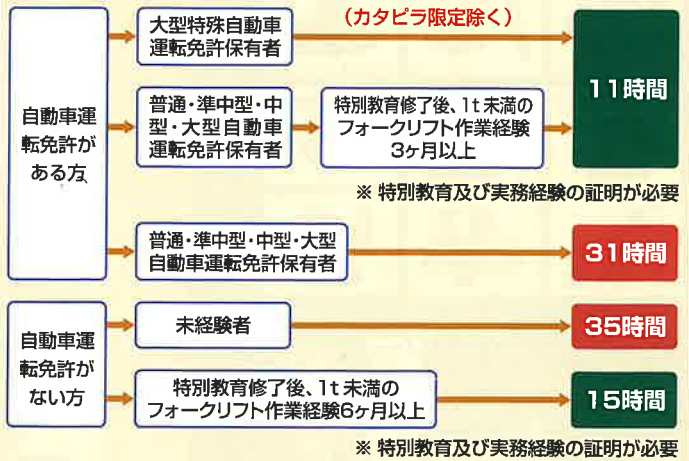 自動車運
転免許が
ある方
大型特殊自動車
運転免許保有者
(カタピラ限定除く)
11時間
普通・準中型・中
型・大型自動車
運転免許保有者
特別教育修了後、1t未満の
フォークリフト作業経験
3ヶ月以上
※ 特別教育及び実務経験の証明が必要
普通・準中型・中型・大型
自動車運転免許保有者
31時間
自動車運
転免許が
ない方
未経験者
35時間
特別教育修了後、1t未満の
フォークリフト作業経験6ヶ月以上
15時間
※ 特別教育及び実務経験の証明が必要